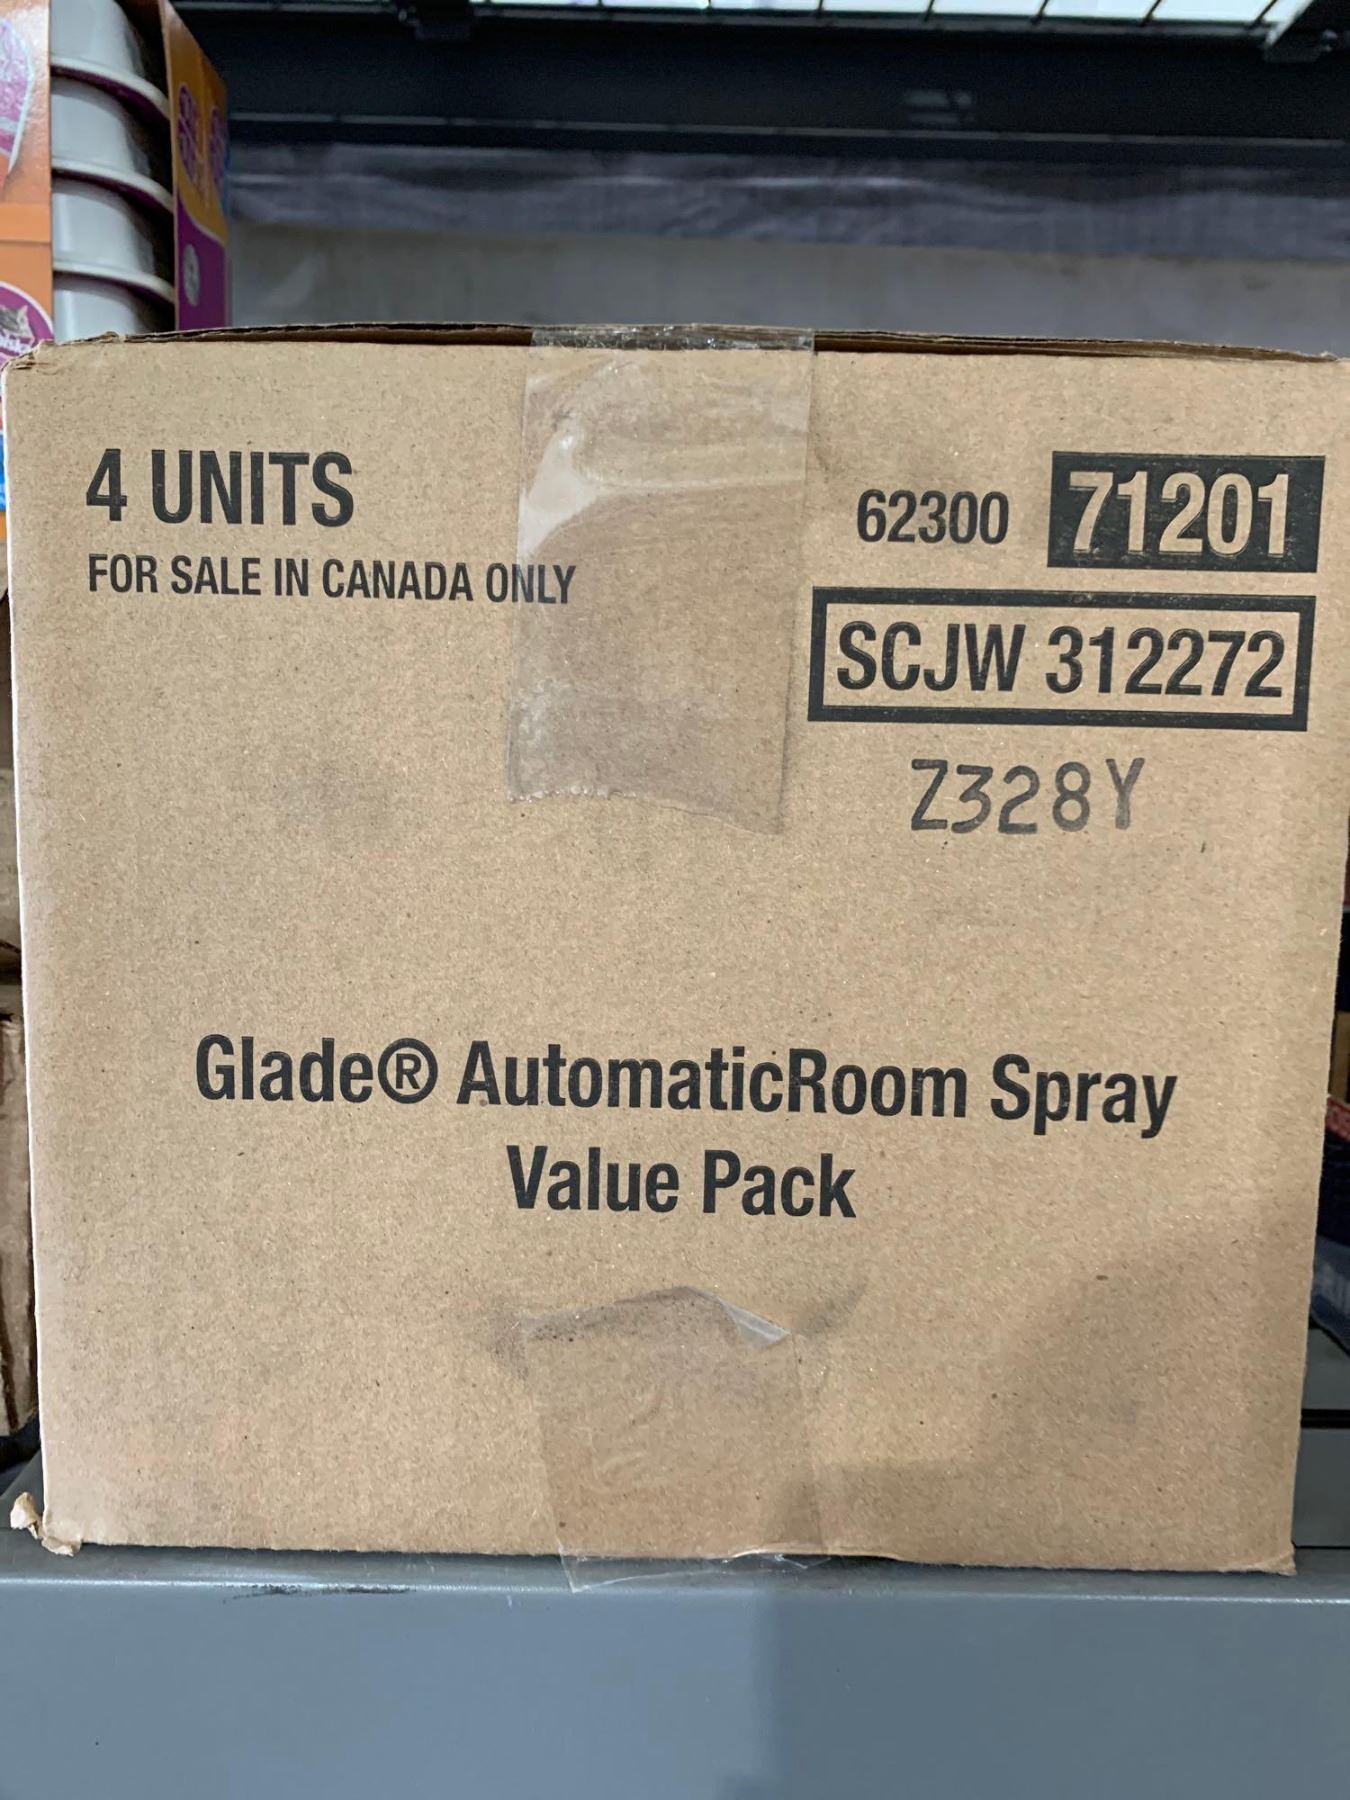 4 UNITS
FOR SALE IN CANADA ONLY
62300 71201
SCJW 312272
Z328Y
Glade® AutomaticRoom Spray
Value Pack